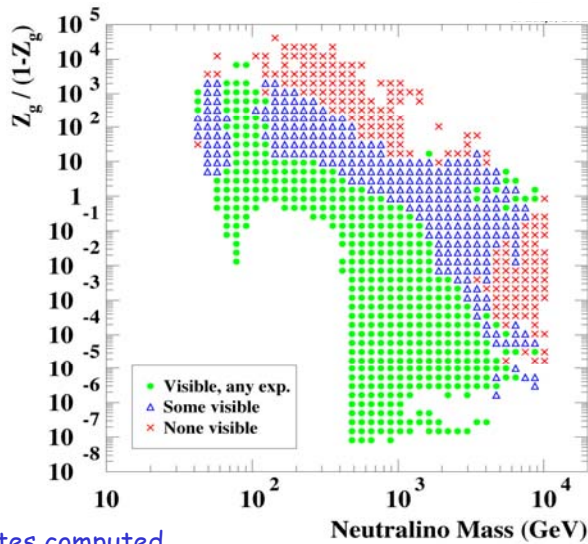 Z_g / (1-Z_g)
10^5
10^4
10^3
10^2
10
1
10^-1
10^-2
10^-3
10^-4
10^-5
10^-6
10^-7
10^-8
Visible, any exp.
Some visible
None visible
10 10^2 10^3 10^4
Neutralino Mass (GeV)
computed